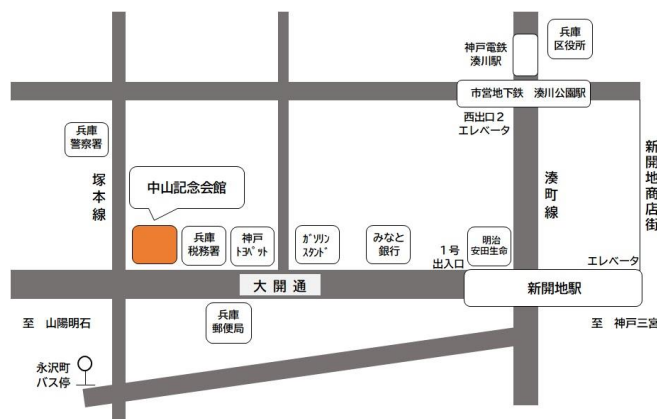 兵庫
区役所
神戸電鉄
湊川駅
市営地下鉄　湊川公園駅
西出口2
エレベータ
兵庫
警察署
塚本線
中山記念会館
湊町線
新開地商店街
兵庫
税務署
神戸
トヨペット
ガソリン
スタンド
みなと
銀行
1号
出入口
明治
安田生命
エレベータ
大開通
新開地駅
兵庫
郵便局
至　山陽明石
至　神戸三宮
永沢町
バス停